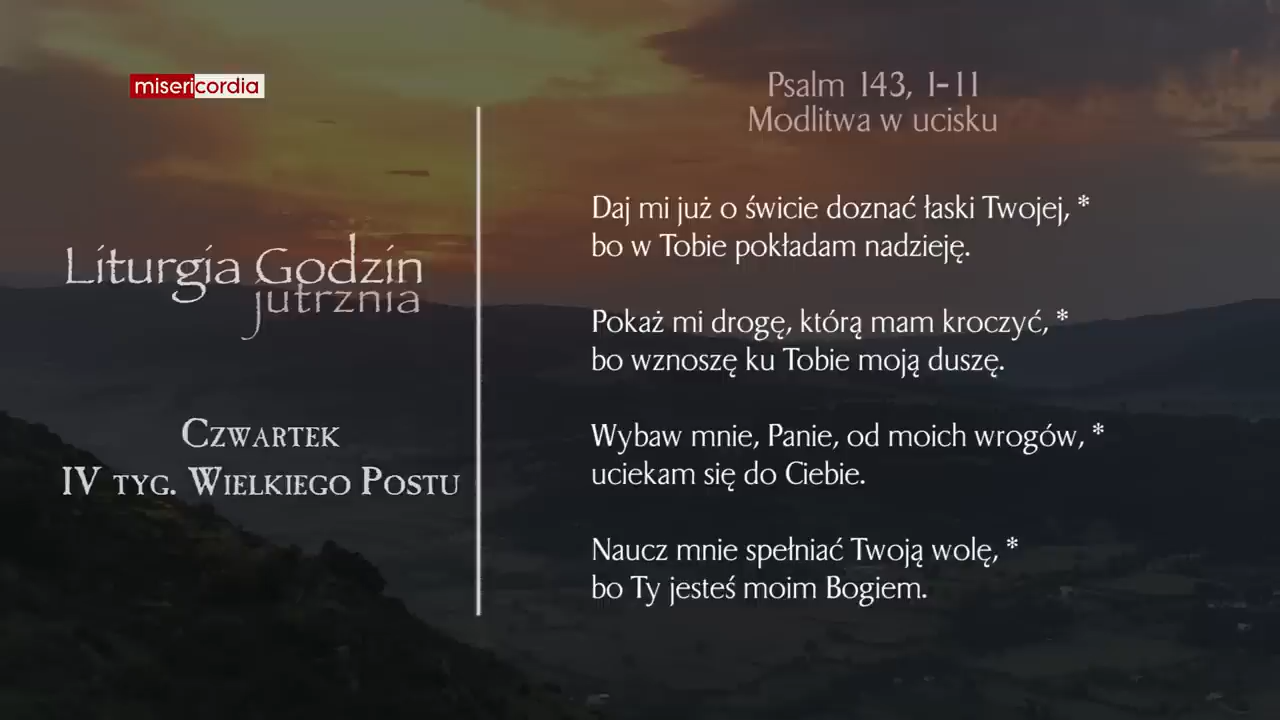 misericordia
Liturgia Godzin
jutrznia
Czwartek
IV tyg. Wielkiego Postu
Psalm 143, 1-11
Modlitwa w ucisku
Daj mi już o świcie doznać łaski Twojej, *
bo w Tobie pokładam nadzieję.
Pokaż mi drogę, którą mam kroczyć, *
bo wznoszę ku Tobie moją duszę.
Wybaw mnie, Panie, od moich wrogów, *
uciekam się do Ciebie.
Naucz mnie spełniać Twoją wolę, *
bo Ty jesteś moim Bogiem.